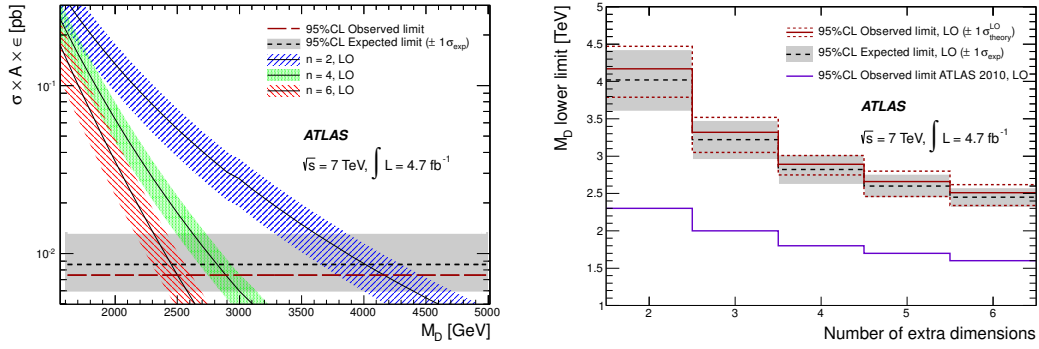 σ × A × ε [pb]
10⁻¹
10⁻²
95%CL Observed limit
95%CL Expected limit (± 1σexp)
n = 2, LO
n = 4, LO
n = 6, LO
ATLAS
√s = 7 TeV, ∫ L = 4.7 fb⁻¹
2000 2500 3000 3500 4000 4500 5000
M_D [GeV]
M_D lower limit [TeV]
5
4.5
4
3.5
3
2.5
2
1.5
1
95%CL Observed limit, LO (± 1σ^LO_theory)
95%CL Expected limit, LO (± 1σexp)
95%CL Observed limit ATLAS 2010, LO
ATLAS
√s = 7 TeV, ∫ L = 4.7 fb⁻¹
2 3 4 5 6
Number of extra dimensions